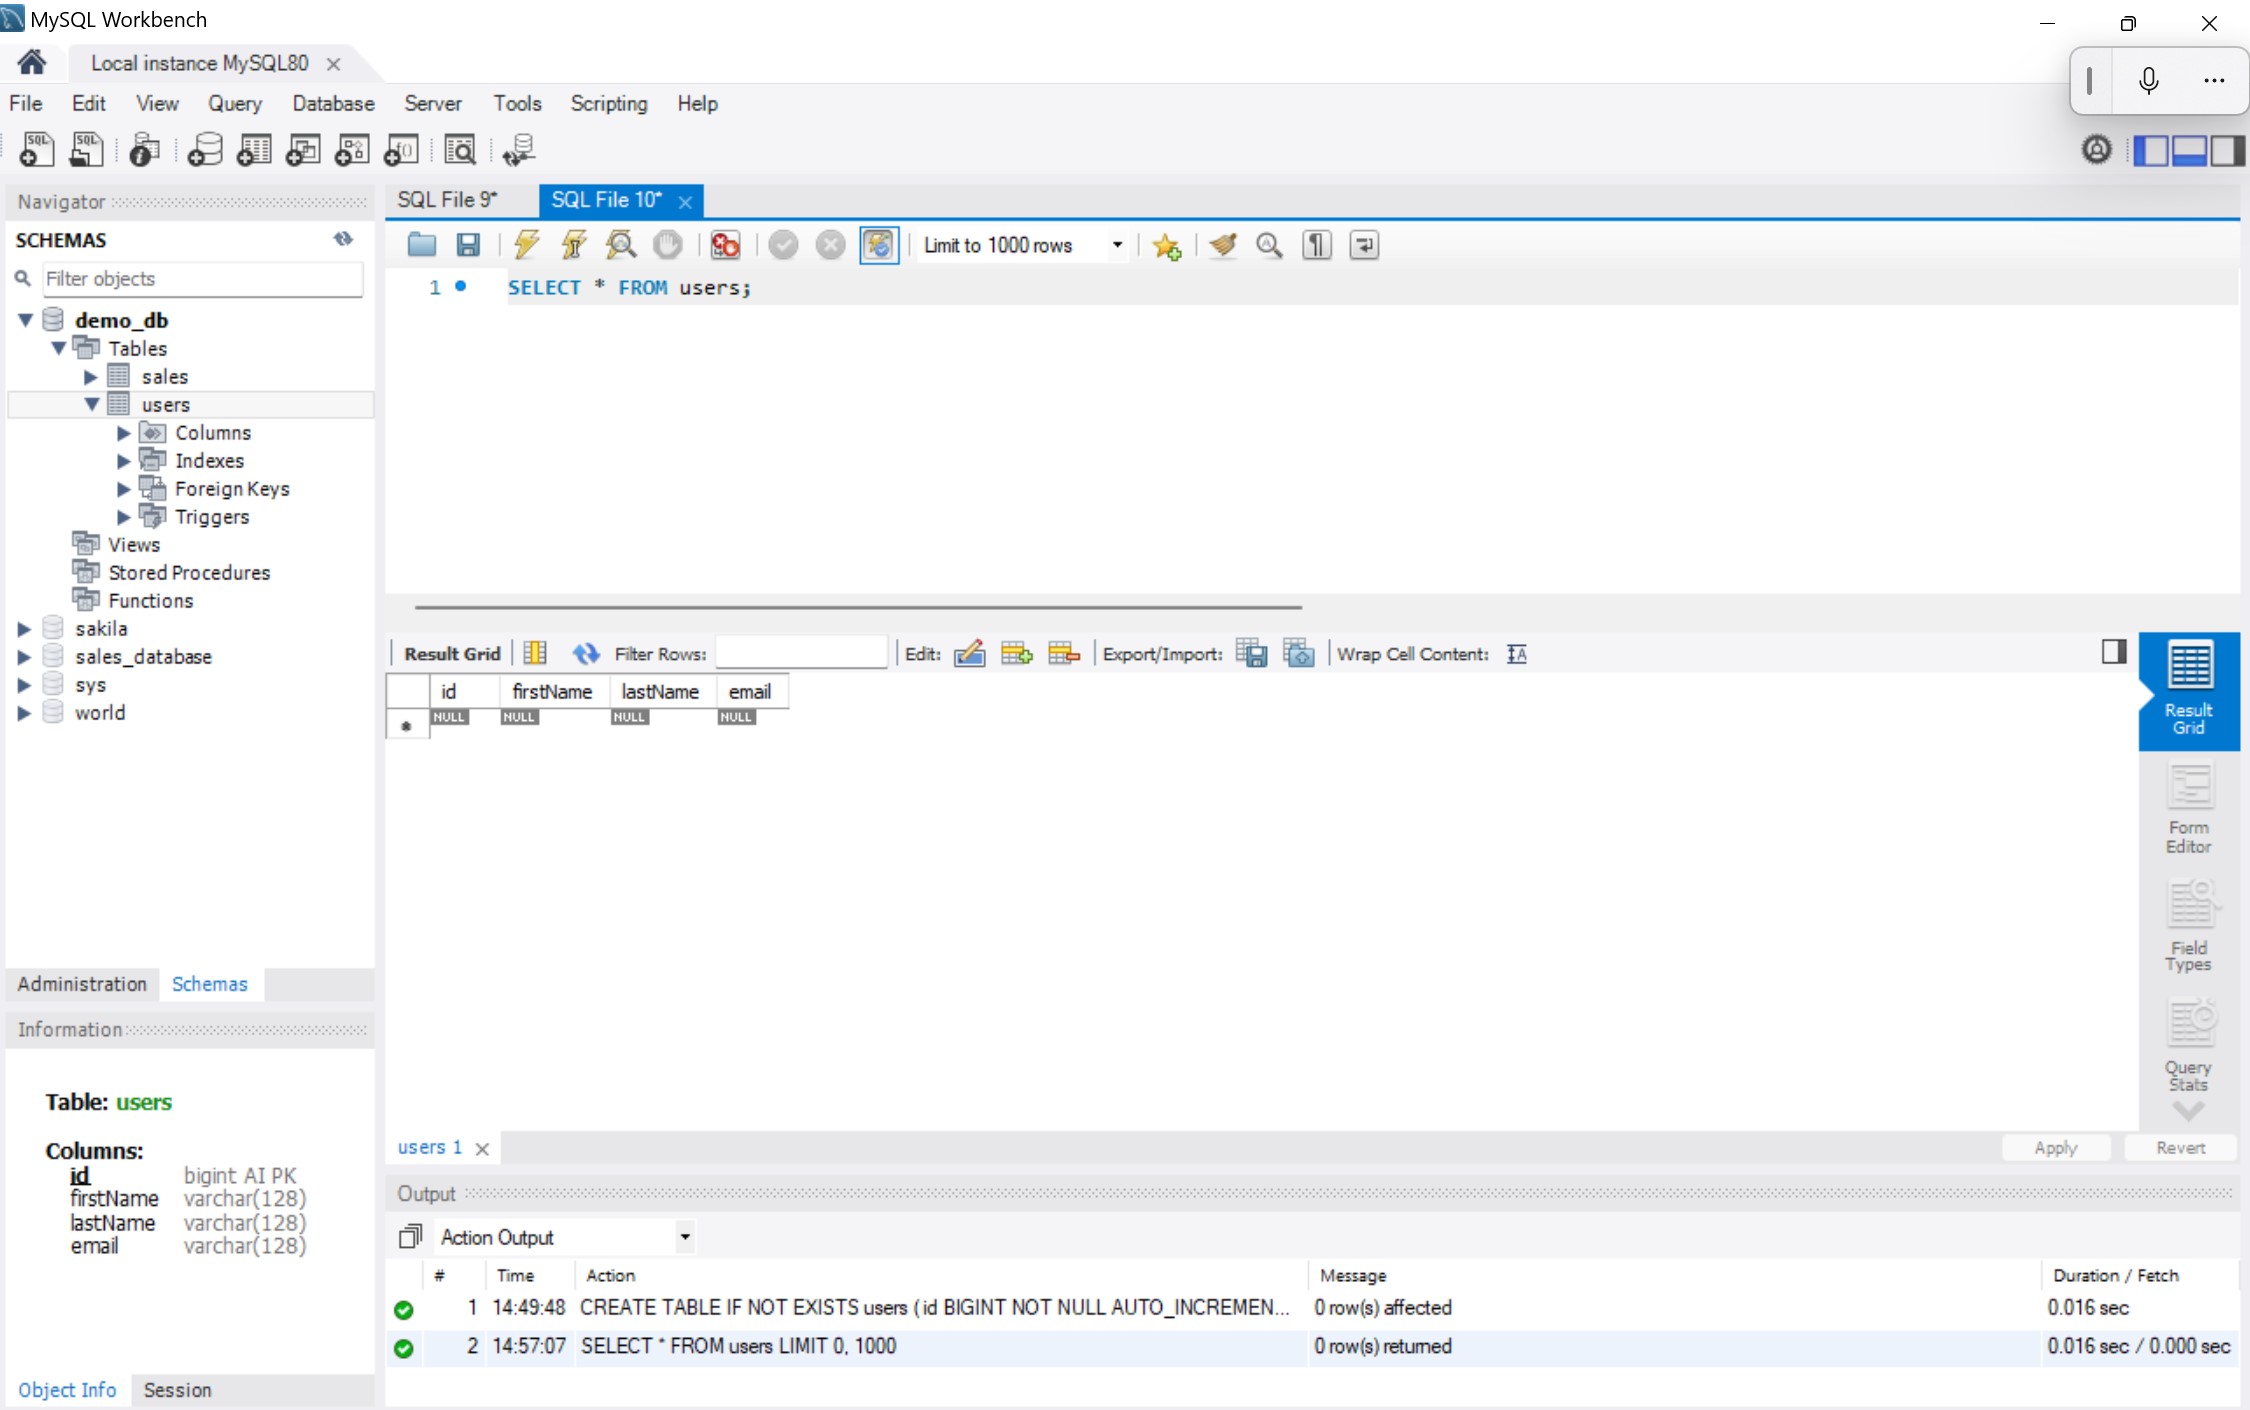 MySQL Workbench
Local instance MySQL80
File Edit View Query Database Server Tools Scripting Help
Navigator
SCHEMAS
Filter objects
demo_db
Tables
sales
users
Columns
Indexes
Foreign Keys
Triggers
Views
Stored Procedures
Functions
sakila
sales_database
sys
world
Administration Schemas
Information
Table: users
Columns:
id bigint AI PK
firstName varchar(128)
lastName varchar(128)
email varchar(128)
Object Info Session
SQL File 9* SQL File 10*
Limit to 1000 rows
1 SELECT * FROM users;
Result Grid Filter Rows: Edit: Export/Import: Wrap Cell Content:
id firstName lastName email
NULL NULL NULL NULL
Result
Grid
Form
Editor
Field
Types
Query
Stats
users 1 Apply Revert
Output
Action Output
# Time Action Message Duration / Fetch
1 14:49:48 CREATE TABLE IF NOT EXISTS users ( id BIGINT NOT NULL AUTO_INCREMEN... 0 row(s) affected 0.016 sec
2 14:57:07 SELECT * FROM users LIMIT 0, 1000 0 row(s) returned 0.016 sec / 0.000 sec